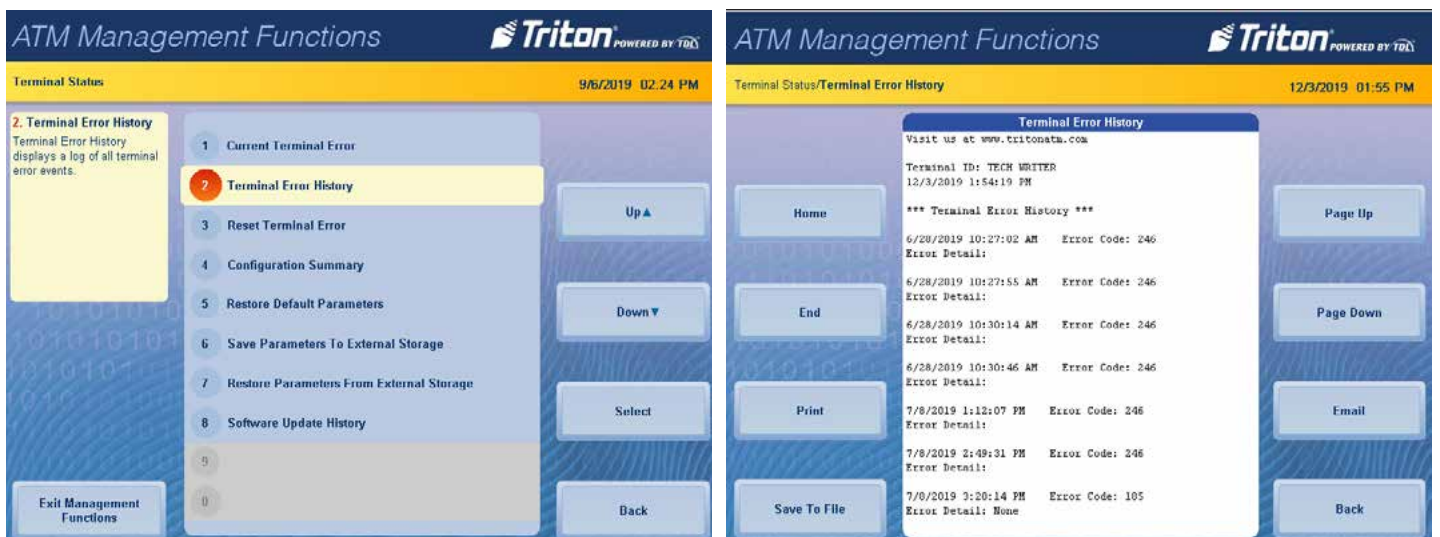 ATM Management Functions
Triton POWERED BY TDL
Terminal Status
9/6/2019 02.24 PM
2. Terminal Error History
Terminal Error History
displays a log of all terminal
error events.
1 Current Terminal Error
2 Terminal Error History
3 Reset Terminal Error
4 Configuration Summary
5 Restore Default Parameters
6 Save Parameters To External Storage
7 Restore Parameters From External Storage
8 Software Update History
9
0
Up
Down
Select
Back
Exit Management
Functions
ATM Management Functions
Triton POWERED BY TDL
Terminal Status/Terminal Error History
12/3/2019 01:55 PM
Home
End
Print
Save To File
Terminal Error History
Visit us at www.tritonatm.com
Terminal ID: TECH WRITER
12/3/2019 1:54:19 PM
*** Terminal Error History ***
6/28/2019 10:27:02 AM Error Code: 246
Error Detail:
6/28/2019 10:27:55 AM Error Code: 246
Error Detail:
6/28/2019 10:30:14 AM Error Code: 246
Error Detail:
6/28/2019 10:30:46 AM Error Code: 246
Error Detail:
7/8/2019 1:12:07 PM Error Code: 246
Error Detail:
7/8/2019 2:49:31 PM Error Code: 246
Error Detail:
7/8/2019 3:20:14 PM Error Code: 185
Error Detail: None
Page Up
Page Down
Email
Back